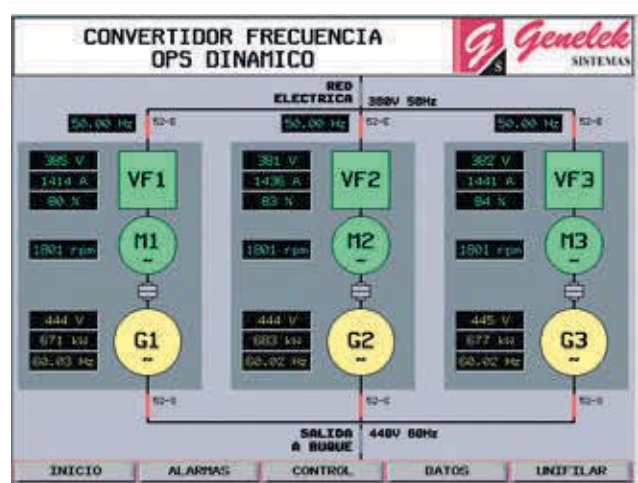 CONVERTIDOR FRECUENCIA
OPS DINAMICO
G
S
Genelek
SISTEMAS
RED
ELECTRICA
380V 50Hz
50.00 Hz
52-E
50.00 Hz
52-E
50.00 Hz
52-E
385 V
1414 A
80 %
VF1
381 V
1436 A
83 %
VF2
382 V
1441 A
84 %
VF3
1801 rpm
M1
~
1801 rpm
M2
~
1801 rpm
M3
~
444 V
671 kW
60.03 Hz
G1
~
444 V
683 kW
60.02 Hz
G2
~
445 V
677 kW
60.02 Hz
G3
~
SALIDA
A BUQUE
440V 60Hz
INICIO
ALARMAS
CONTROL
DATOS
UNIFILAR